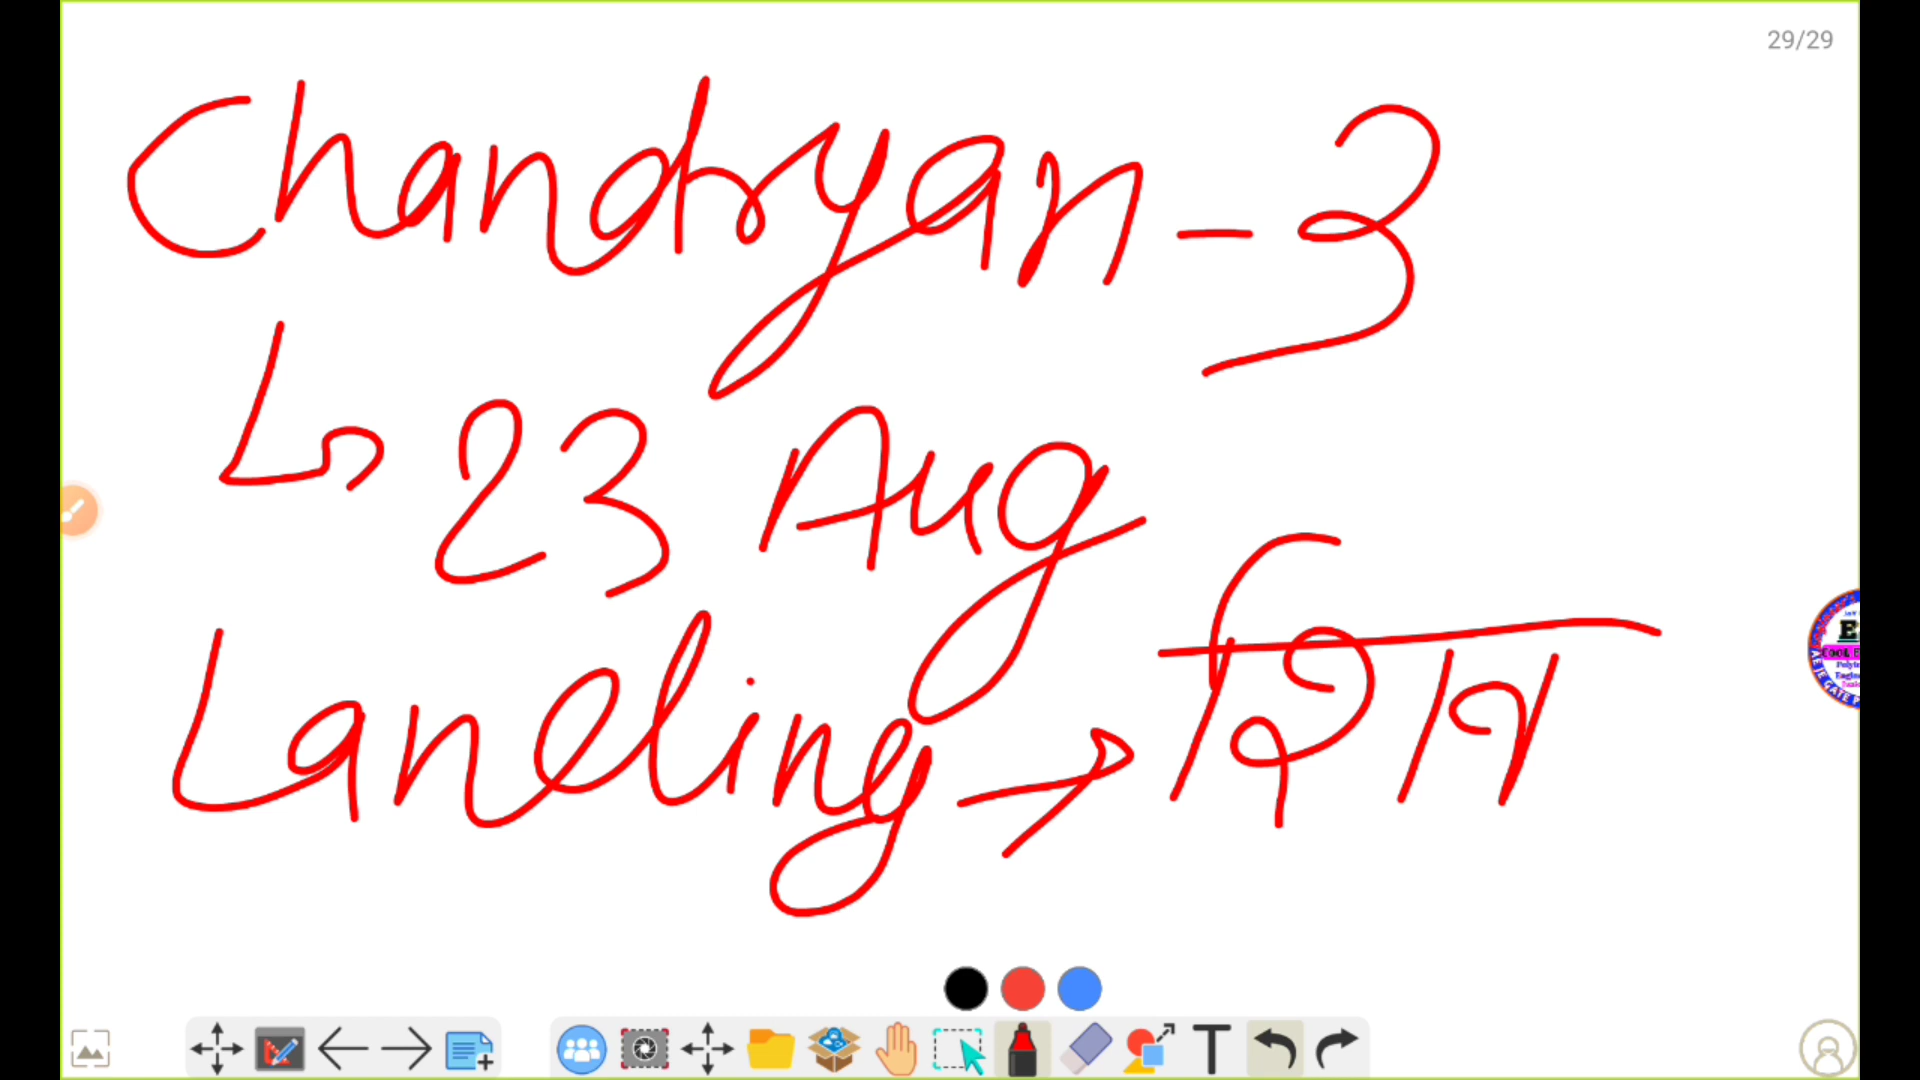 29/29
Chandryan-3
↳ 23 Aug
Landing → दिन